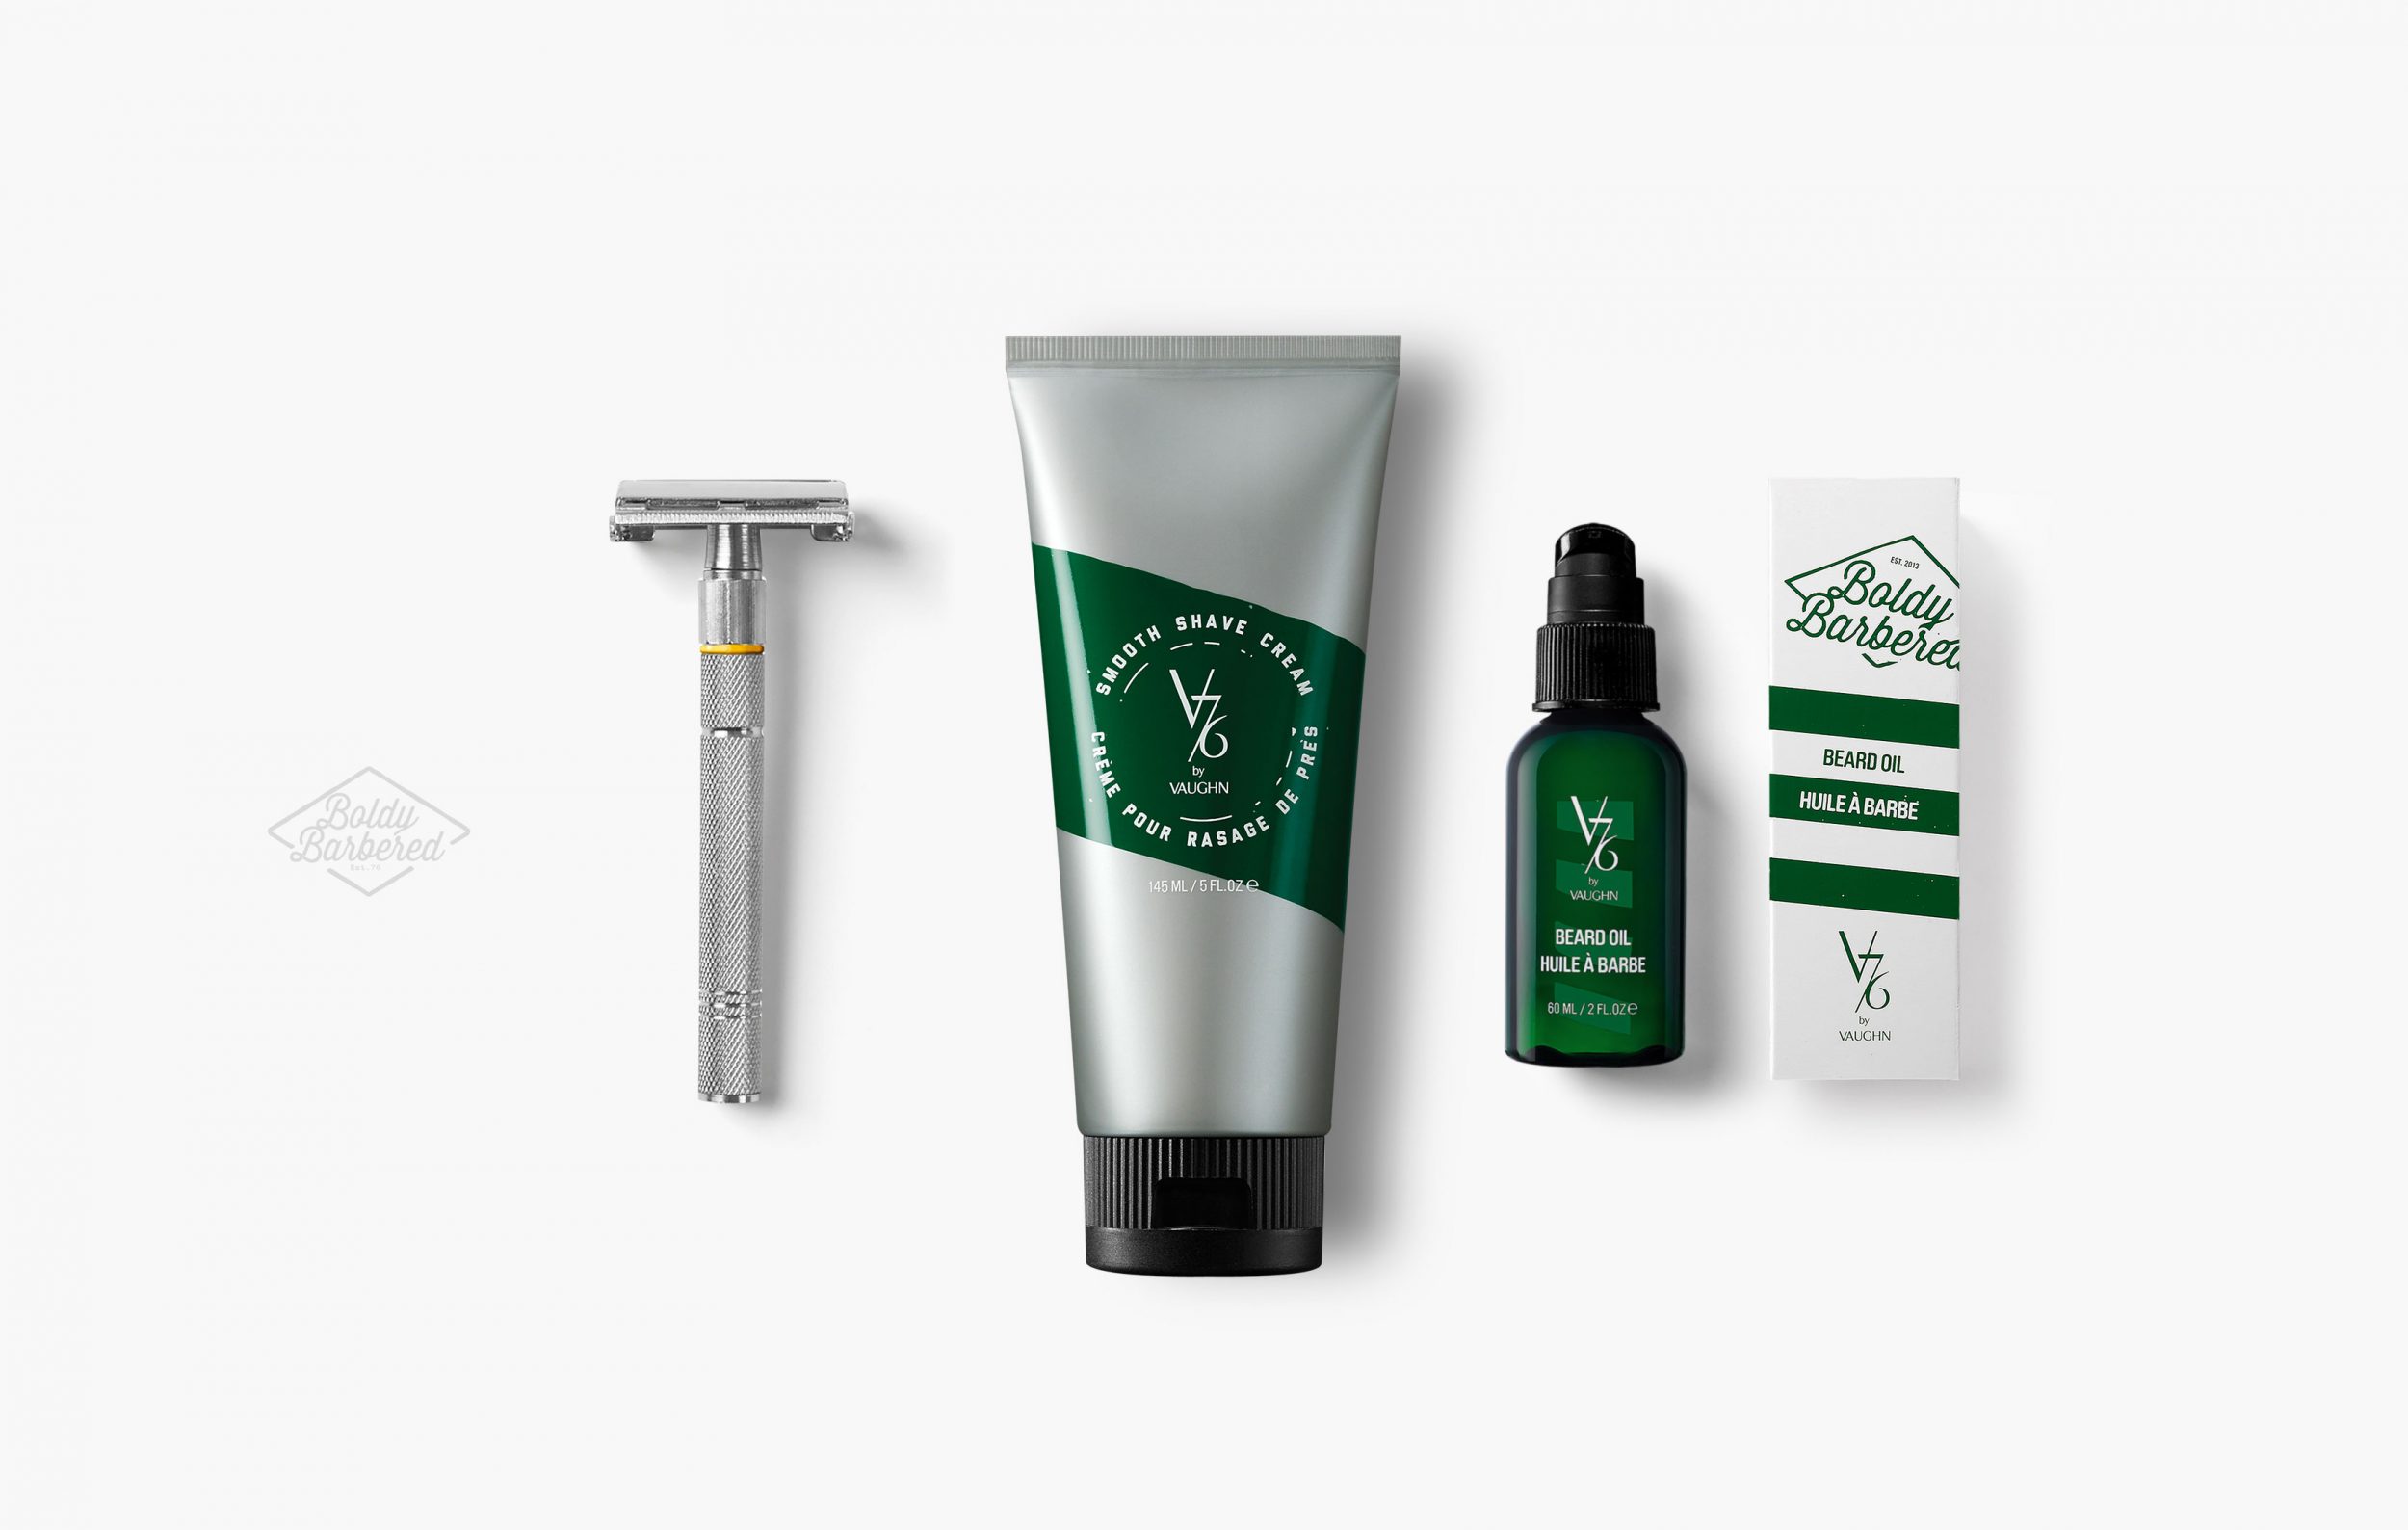 Boldy
Barbered
Est. 76
SMOOTH SHAVE CREAM
V76
by
VAUGHN
CRÈME POUR RASAGE DE PRÈS
145 ML / 5 FL.OZ ℮
V76
by
VAUGHN
BEARD OIL
HUILE À BARBE
60 ML / 2 FL.OZ ℮
EST. 2013
Boldy
Barbered
BEARD OIL
HUILE À BARBE
V76
by
VAUGHN